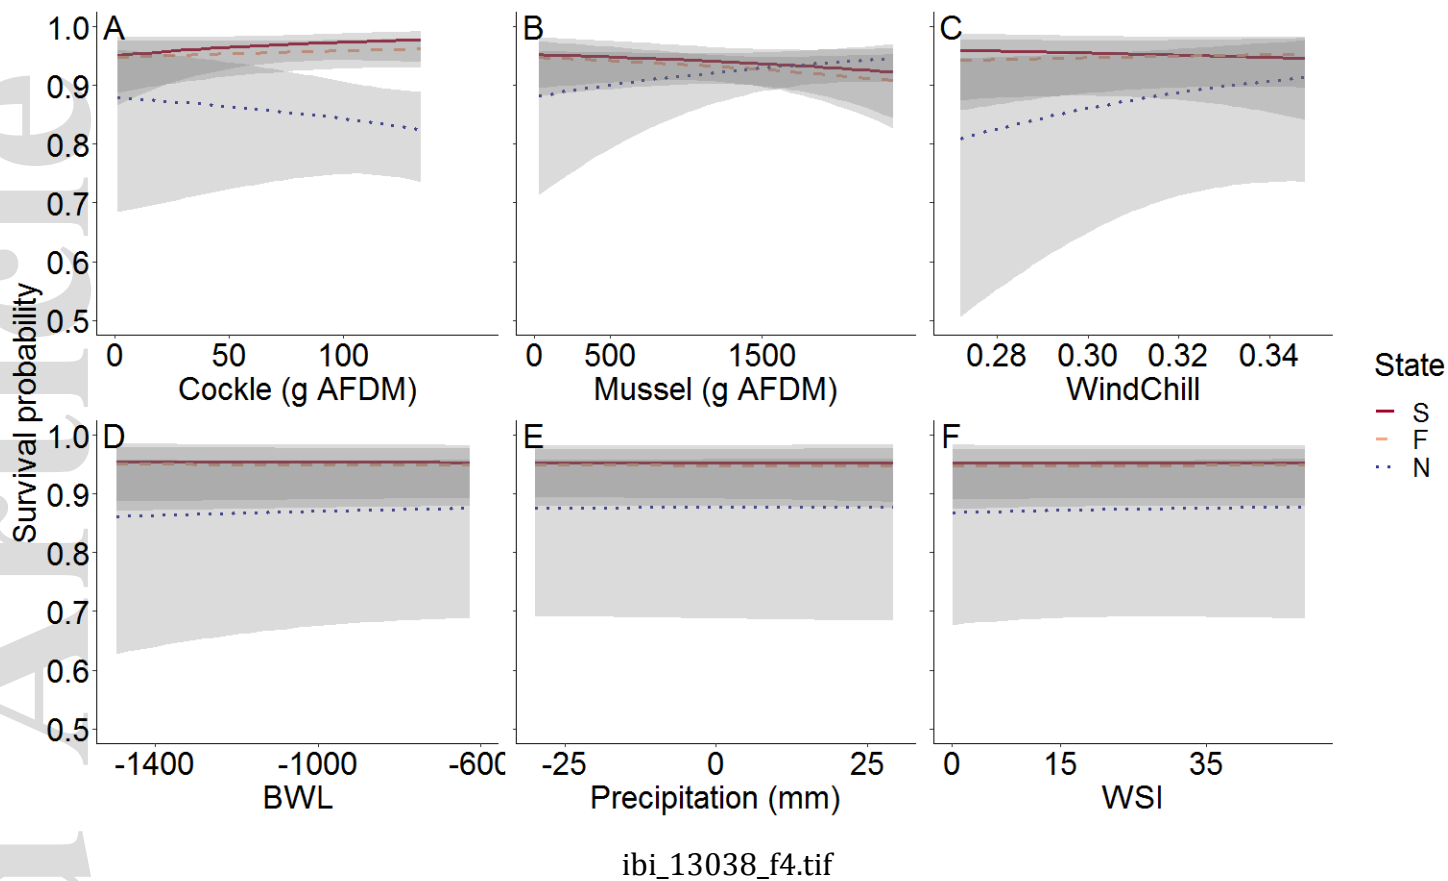 A
B
C
1.0
0.9
0.8
0.7
0.6
0.5
0 50 100
0 500 1500
0.28 0.30 0.32 0.34
Cockle (g AFDM)
Mussel (g AFDM)
WindChill
Survival probability
State
S
F
N
D
E
F
1.0
0.9
0.8
0.7
0.6
0.5
-1400 -1000 -600
-25 0 25
0 15 35
BWL
Precipitation (mm)
WSI
ibi_13038_f4.tif